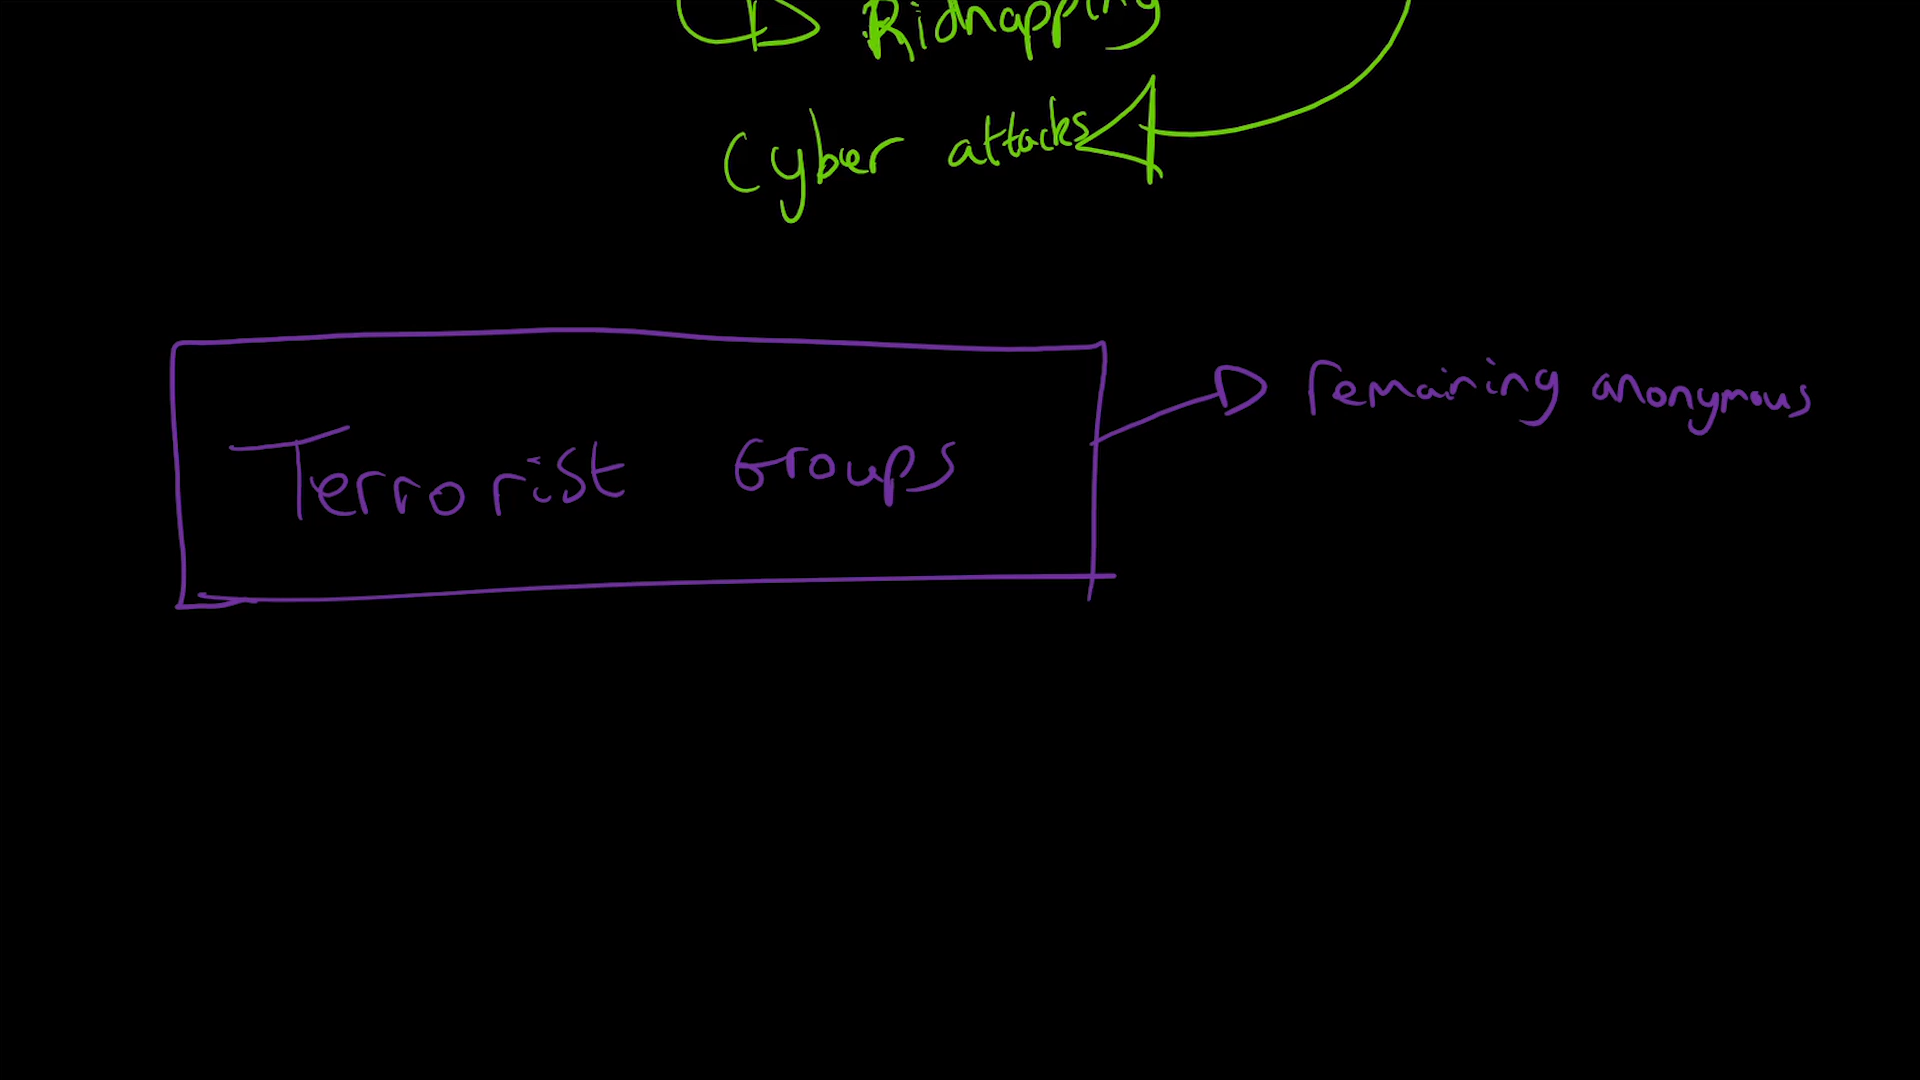 Kidnapping
Cyber attacks
remaining anonymous
Terrorist Groups